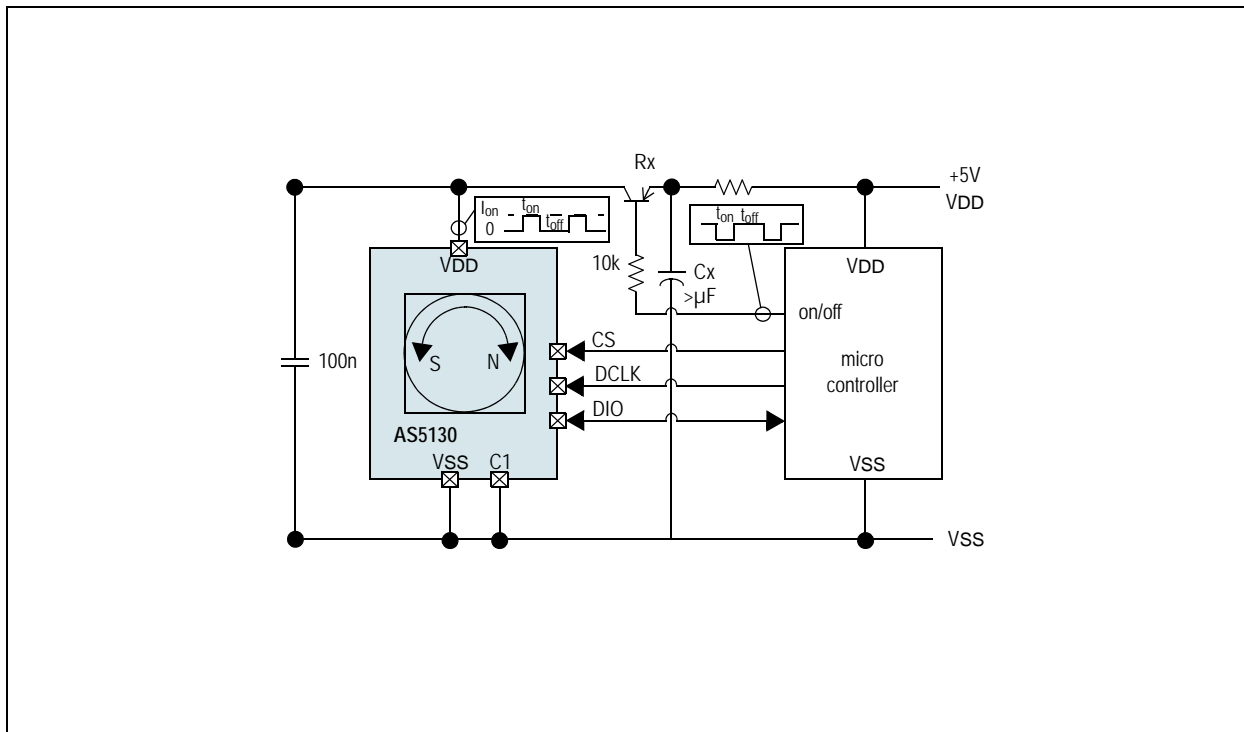 Rx
+5V
VDD
Ion
ton
toff
0
ton toff
VDD
10k
Cx
>µF
VDD
on/off
CS
micro
controller
100n
S
N
DCLK
DIO
AS5130
VSS
C1
VSS
VSS